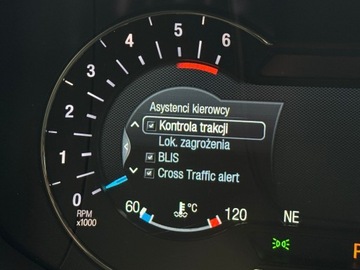 6
5
4
3
2
1
0
RPM
x1000
Asystenci kierowcy
Kontrola trakcji
Lok. zagrożenia
BLIS
Cross Traffic alert
60 °C 120
NE